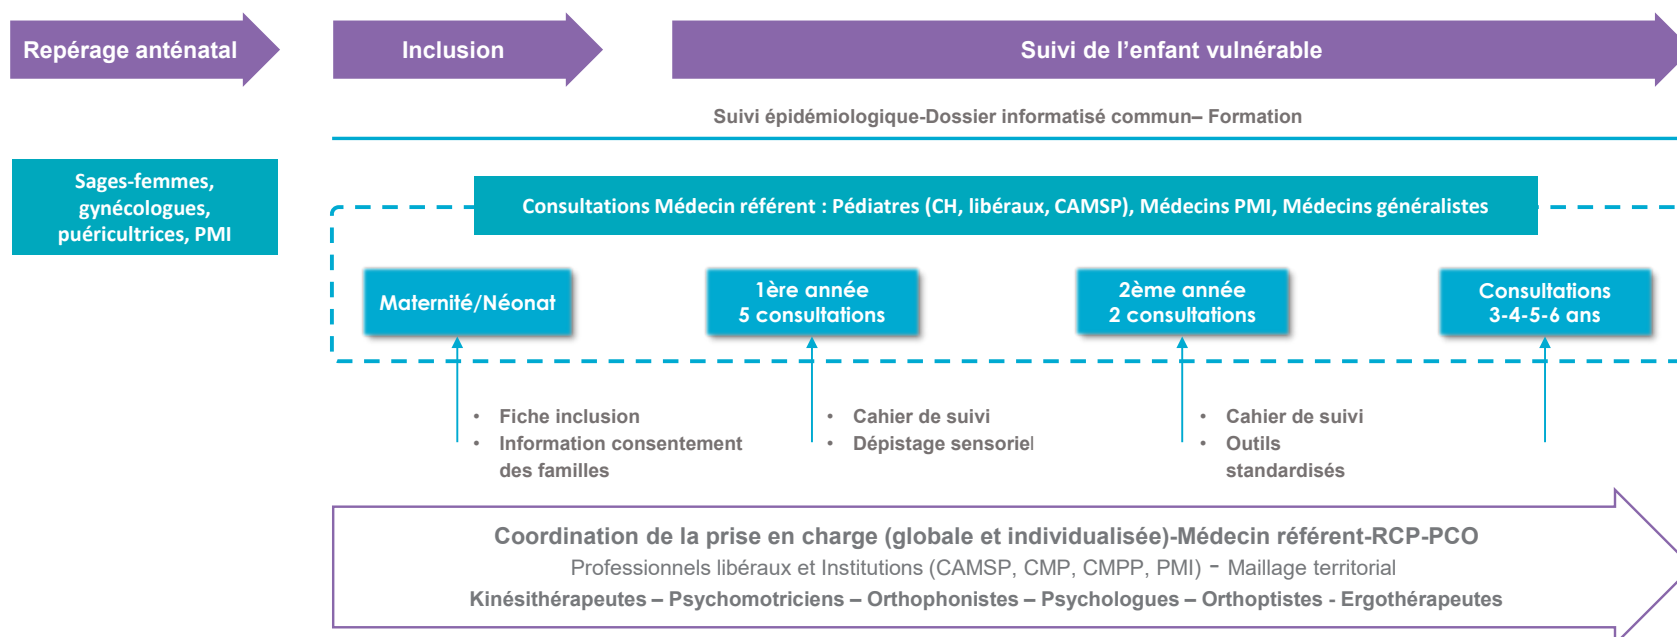 Repérage anténatal
Inclusion
Suivi de l’enfant vulnérable
Suivi épidémiologique-Dossier informatisé commun– Formation
Sages-femmes,
gynécologues,
puéricultrices, PMI
Consultations Médecin référent : Pédiatres (CH, libéraux, CAMSP), Médecins PMI, Médecins généralistes
Maternité/Néonat
1ère année
5 consultations
2ème année
2 consultations
Consultations
3-4-5-6 ans
• Fiche inclusion
• Information consentement
des familles
• Cahier de suivi
• Dépistage sensoriel
• Cahier de suivi
• Outils
standardisés
Coordination de la prise en charge (globale et individualisée)-Médecin référent-RCP-PCO
Professionnels libéraux et Institutions (CAMSP, CMP, CMPP, PMI) - Maillage territorial
Kinésithérapeutes – Psychomotriciens – Orthophonistes – Psychologues – Orthoptistes - Ergothérapeutes